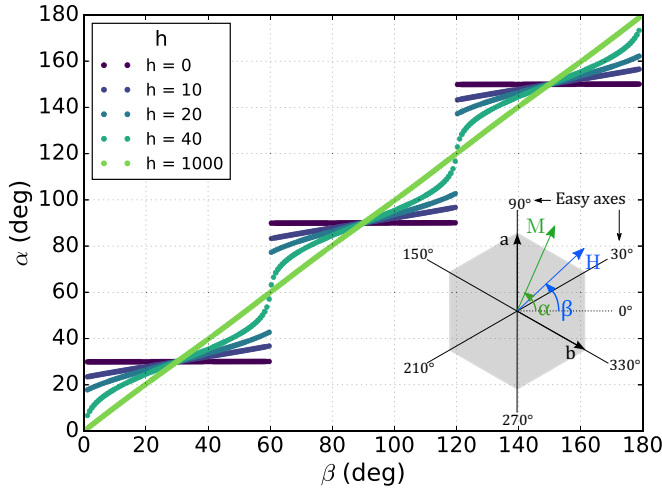 180
160
140
120
100
80
60
40
20
0
α (deg)
h
h = 0
h = 10
h = 20
h = 40
h = 1000
90°
Easy axes
a
M
150°
30°
H
α
β
0°
b
210°
330°
270°
0 20 40 60 80 100 120 140 160 180
β (deg)